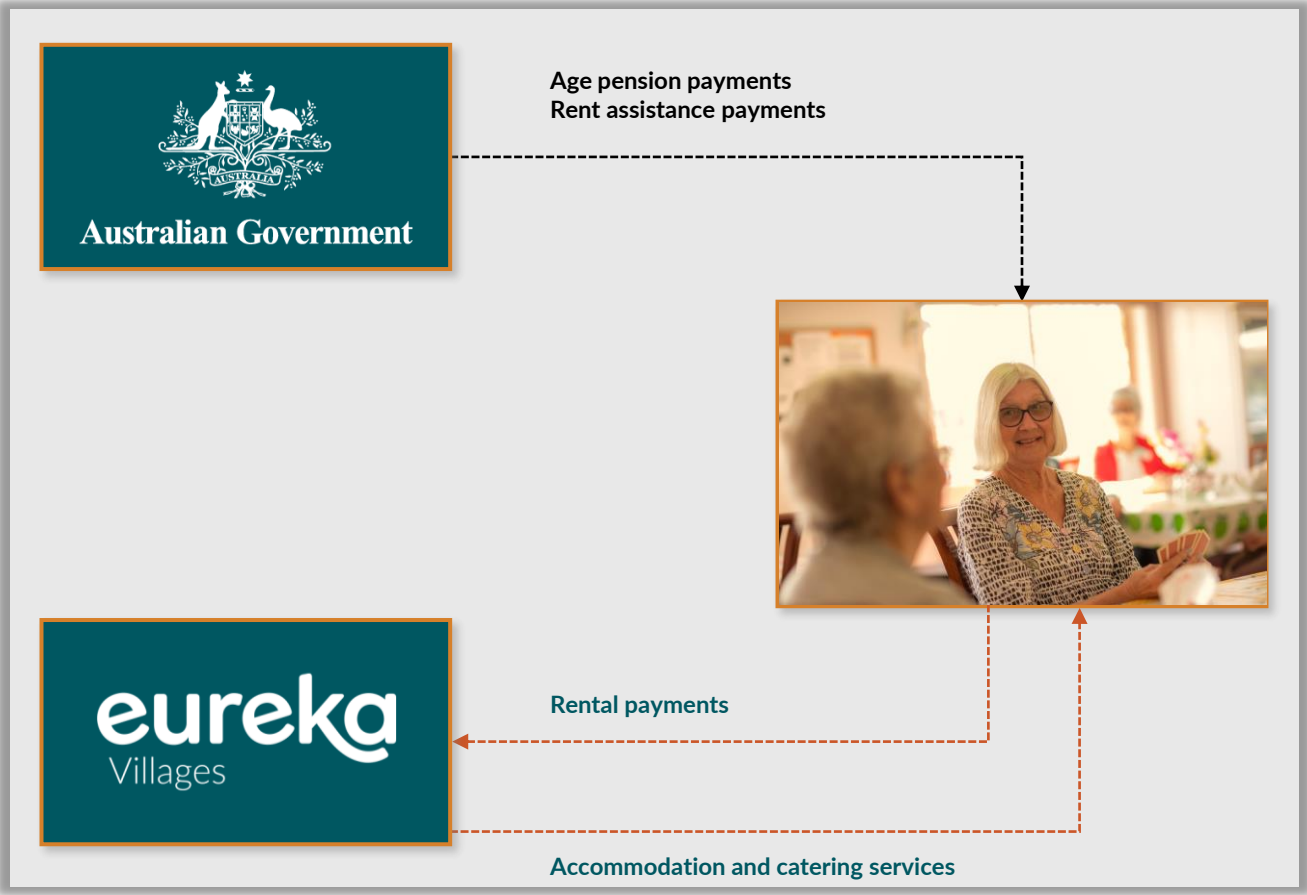 AUSTRALIA
Australian Government
Age pension payments
Rent assistance payments
eureka
Villages
Rental payments
Accommodation and catering services